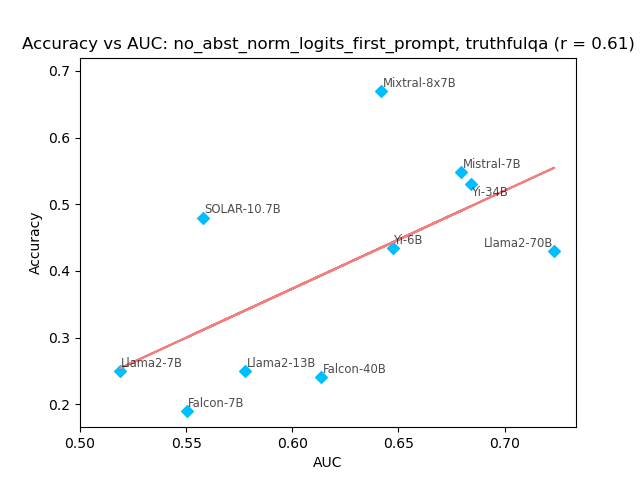 Accuracy vs AUC: no_abst_norm_logits_first_prompt, truthfulqa (r = 0.61)
0.7
Mixtral-8x7B
0.6
Mistral-7B
Yi-34B
0.5
SOLAR-10.7B
Accuracy
Yi-6B
Llama2-70B
0.4
0.3
Llama2-7B
Llama2-13B
Falcon-40B
0.2
Falcon-7B
0.50
0.55
0.60
0.65
0.70
AUC